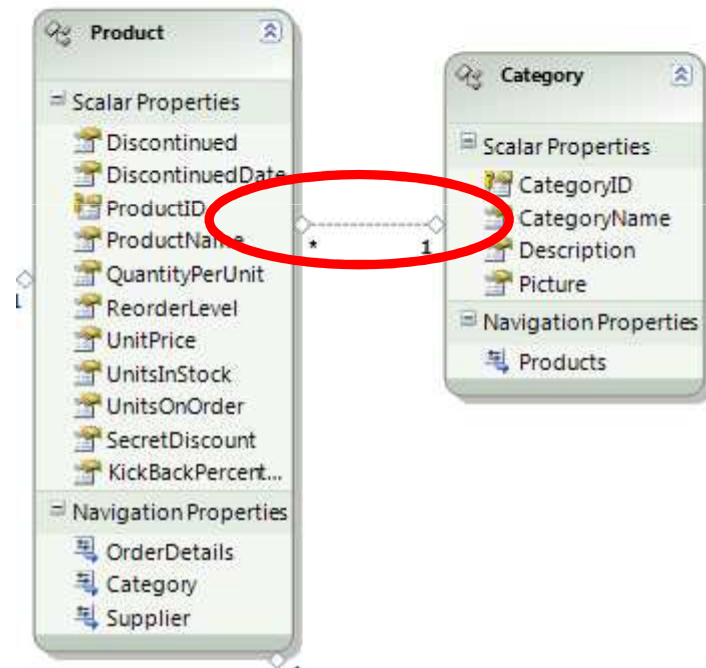 Product
Scalar Properties
Discontinued
DiscontinuedDate
ProductID
ProductName
QuantityPerUnit
ReorderLevel
UnitPrice
UnitsInStock
UnitsOnOrder
SecretDiscount
KickBackPercent...
Navigation Properties
OrderDetails
Category
Supplier
1
* 1
Category
Scalar Properties
CategoryID
CategoryName
Description
Picture
Navigation Properties
Products